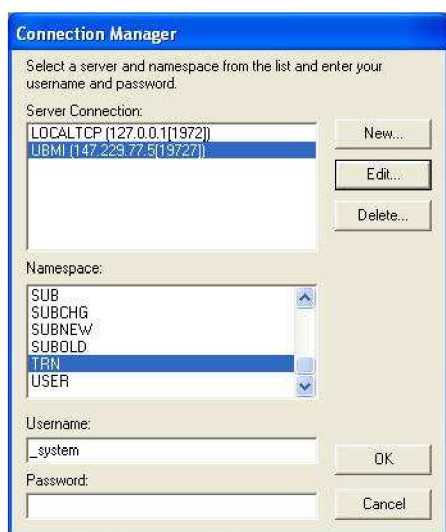 Connection Manager
Select a server and namespace from the list and enter your
username and password.
Server Connection:
LOCALTCP (127.0.0.1[1972])
UBMI (147.229.77.5[19727])
New...
Edit...
Delete...
Namespace:
SUB
SUBCHG
SUBNEW
SUBOLD
TRN
USER
Username:
_system
OK
Password:
Cancel